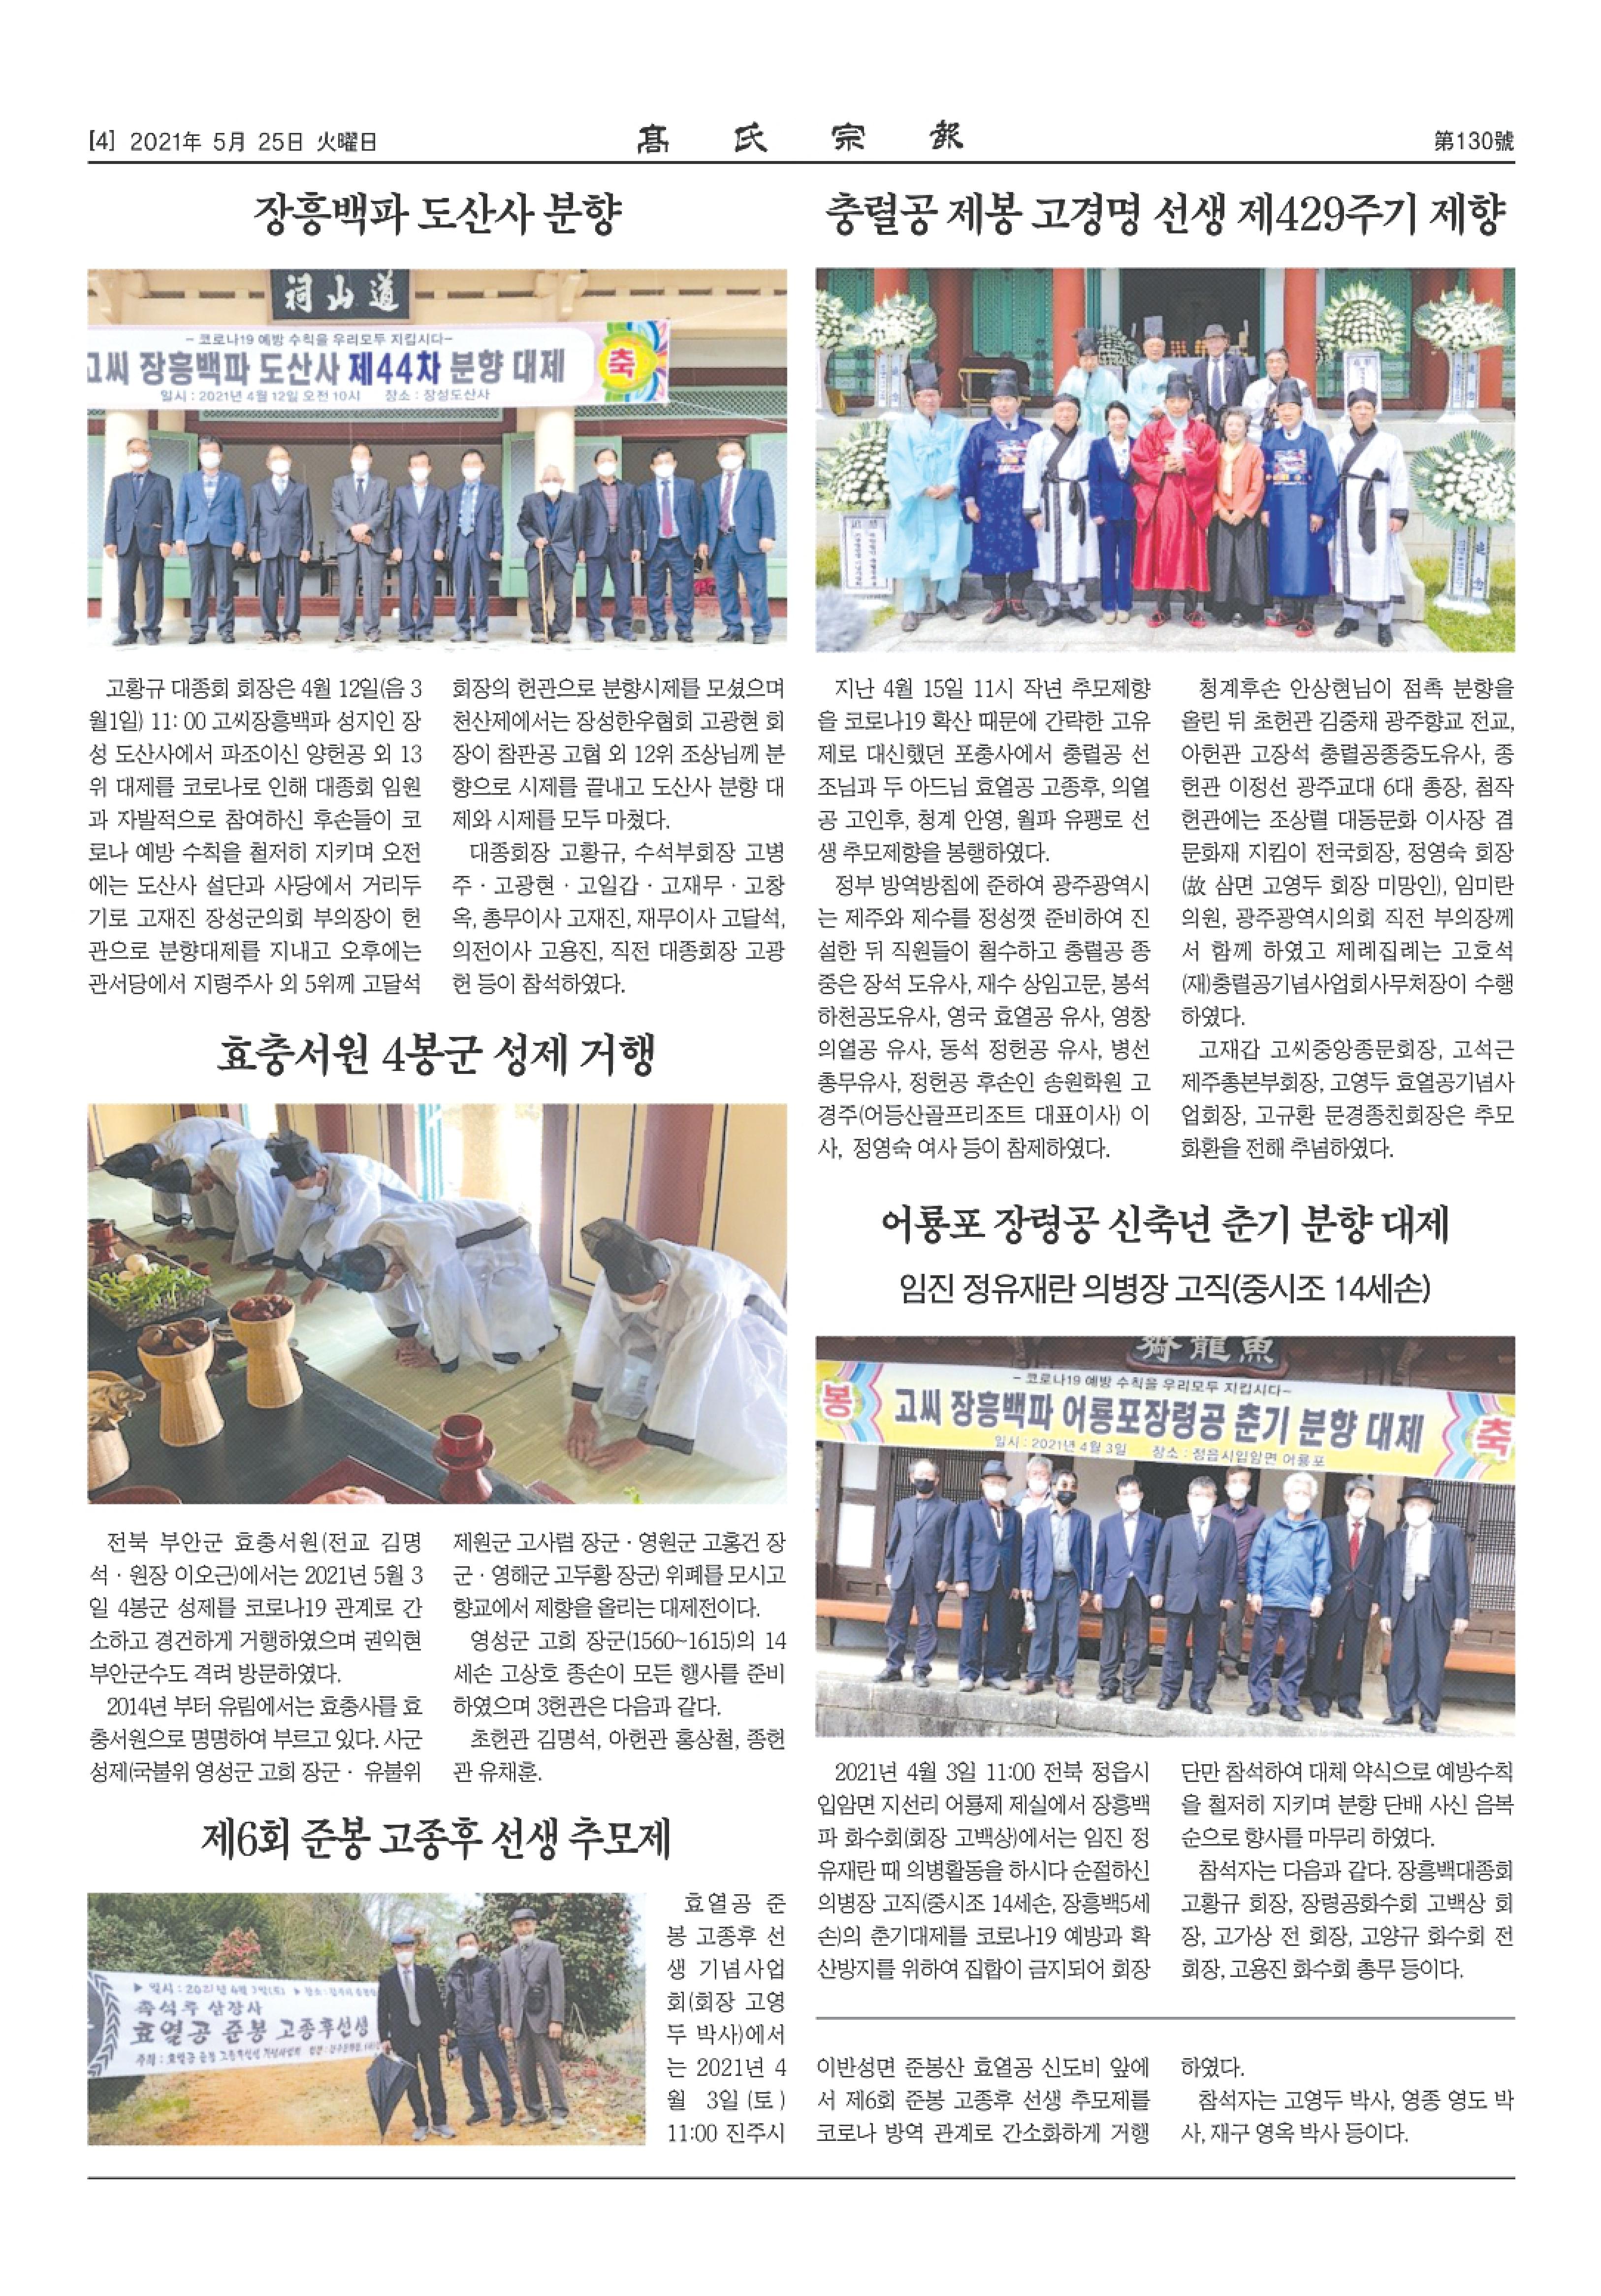 [4] 2021年 5月 25日 火曜日
髙氏宗報
第130號
장흥백파 도산사 분향
祠山道
- 코로나19 예방 수칙을 우리모두 지킵시다-
고씨 장흥백파 도산사 제44차 분향 대제
축
일시 : 2021년 4월 12일 오전 10시 장소 : 장성도산사
고황규 대종회 회장은 4월 12일(음 3
월1일) 11: 00 고씨장흥백파 성지인 장
성 도산사에서 파조이신 양헌공 외 13
위 대제를 코로나로 인해 대종회 임원
과 자발적으로 참여하신 후손들이 코
로나 예방 수칙을 철저히 지키며 오전
에는 도산사 설단과 사당에서 거리두
기로 고재진 장성군의회 부의장이 헌
관으로 분향대제를 지내고 오후에는
관서당에서 지령주사 외 5위께 고달석
회장의 헌관으로 분향시제를 모셨으며
천산제에서는 장성한우협회 고광현 회
장이 참판공 고협 외 12위 조상님께 분
향으로 시제를 끝내고 도산사 분향 대
제와 시제를 모두 마쳤다.
대종회장 고황규, 수석부회장 고병
주 · 고광현 · 고일갑 · 고재무 · 고창
옥, 총무이사 고재진, 재무이사 고달석,
의전이사 고용진, 직전 대종회장 고광
헌 등이 참석하였다.
효충서원 4봉군 성제 거행
전북 부안군 효충서원(전교 김명
석 · 원장 이오근)에서는 2021년 5월 3
일 4봉군 성제를 코로나19 관계로 간
소하고 경건하게 거행하였으며 권익현
부안군수도 격려 방문하였다.
2014년 부터 유림에서는 효충사를 효
충서원으로 명명하여 부르고 있다. 사군
성제(국불위 영성군 고희 장군 · 유불위
제원군 고사렴 장군 · 영원군 고홍건 장
군 · 영해군 고두황 장군) 위패를 모시고
향교에서 제향을 올리는 대제전이다.
영성군 고희 장군(1560~1615)의 14
세손 고상호 종손이 모든 행사를 준비
하였으며 3헌관은 다음과 같다.
초헌관 김명석, 아헌관 홍상철, 종헌
관 유채훈.
제6회 준봉 고종후 선생 추모제
▶ 일시 : 2021년 4월 3일(토)
촉석루 삼장사
효열공 준봉 고종후선생
효열공 준
봉 고종후 선
생 기념사업
회(회장 고영
두 박사)에서
는 2021년 4
월 3일 (토)
11:00 진주시
이반성면 준봉산 효열공 신도비 앞에
서 제6회 준봉 고종후 선생 추모제를
코로나 방역 관계로 간소화하게 거행
하였다.
참석자는 고영두 박사, 영종 영도 박
사, 재구 영옥 박사 등이다.
충렬공 제봉 고경명 선생 제429주기 제향
지난 4월 15일 11시 작년 추모제향
을 코로나19 확산 때문에 간략한 고유
제로 대신했던 포충사에서 충렬공 선
조님과 두 아드님 효열공 고종후, 의열
공 고인후, 청계 안영, 월파 유팽로 선
생 추모제향을 봉행하였다.
정부 방역방침에 준하여 광주광역시
는 제주와 제수를 정성껏 준비하여 진
설한 뒤 직원들이 철수하고 충렬공 종
중은 장석 도유사, 재수 상임고문, 봉석
하천공도유사, 영국 효열공 유사, 영창
의열공 유사, 동석 정헌공 유사, 병선
총무유사, 정헌공 후손인 송원학원 고
경주(어등산골프리조트 대표이사) 이
사, 정영숙 여사 등이 참제하였다.
청계후손 안상현님이 점촉 분향을
올린 뒤 초헌관 김중채 광주향교 전교,
아헌관 고장석 충렬공종중도유사, 종
헌관 이정선 광주교대 6대 총장, 첨작
헌관에는 조상렬 대동문화 이사장 겸
문화재 지킴이 전국회장, 정영숙 회장
(故 삼면 고영두 회장 미망인), 임미란
의원, 광주광역시의회 직전 부의장께
서 함께 하였고 제례집례는 고호석
(재)충렬공기념사업회사무처장이 수행
하였다.
고재갑 고씨중앙종문회장, 고석근
제주총본부회장, 고영두 효열공기념사
업회장, 고규환 문경종친회장은 추모
화환을 전해 추념하였다.
어룡포 장령공 신축년 춘기 분향 대제
임진 정유재란 의병장 고직(중시조 14세손)
齋龍魚
- 코로나19 예방 수칙을 우리모두 지킵시다-
봉
고씨 장흥백파 어룡포장령공 춘기 분향 대제
축
일시 : 2021년 4월 3일 장소 : 정읍시입암면 어룡포
2021년 4월 3일 11:00 전북 정읍시
입암면 지선리 어룡제 제실에서 장흥백
파 화수회(회장 고백상)에서는 임진 정
유재란 때 의병활동을 하시다 순절하신
의병장 고직(중시조 14세손, 장흥백5세
손)의 춘기대제를 코로나19 예방과 확
산방지를 위하여 집합이 금지되어 회장
단만 참석하여 대체 약식으로 예방수칙
을 철저히 지키며 분향 단배 사신 음복
순으로 향사를 마무리 하였다.
참석자는 다음과 같다. 장흥백대종회
고황규 회장, 장령공화수회 고백상 회
장, 고가상 전 회장, 고양규 화수회 전
회장, 고용진 화수회 총무 등이다.